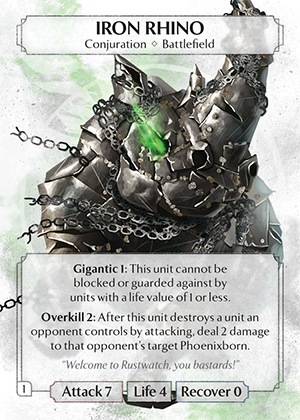 IRON RHINO
Conjuration ⟐ Battlefield
Gigantic 1: This unit cannot be
blocked or guarded against by
units with a life value of 1 or less.
Overkill 2: After this unit destroys a unit an
opponent controls by attacking, deal 2 damage
to that opponent's target Phoenixborn.
"Welcome to Rustwatch, you bastards!"
1
Attack 7 Life 4 Recover 0